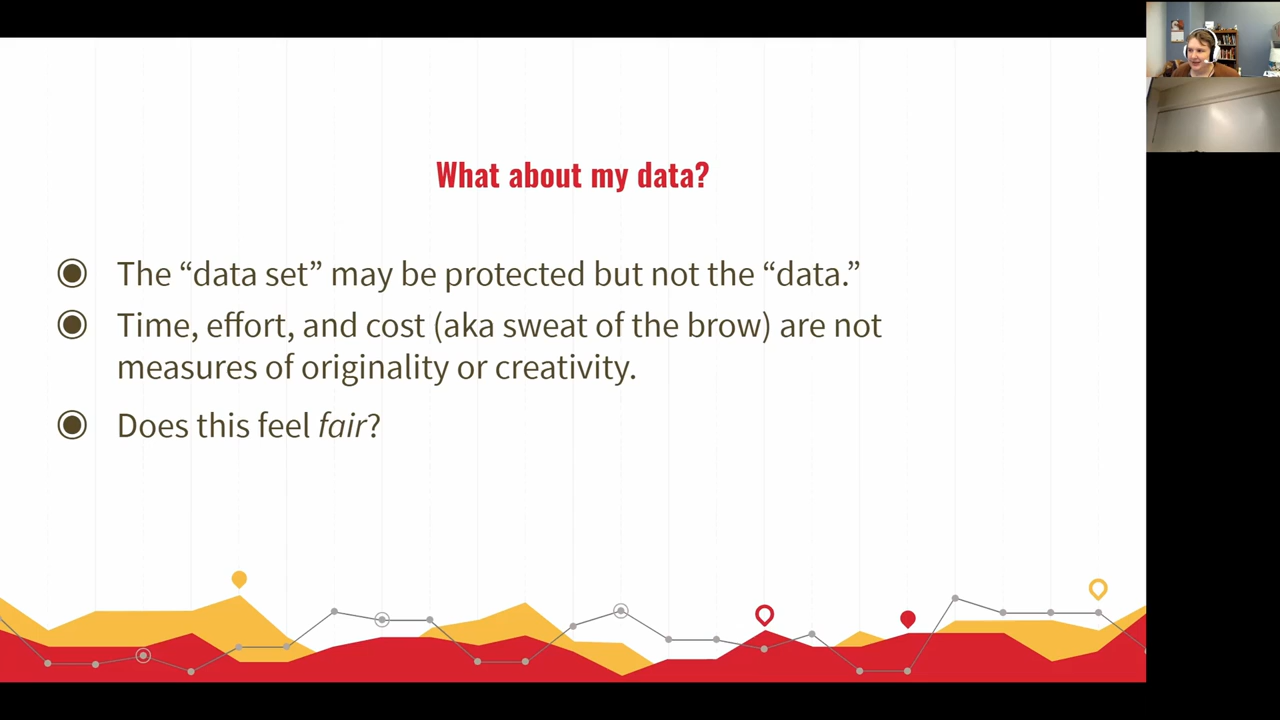 What about my data?
The “data set” may be protected but not the “data.”
Time, effort, and cost (aka sweat of the brow) are not
measures of originality or creativity.
Does this feel fair?